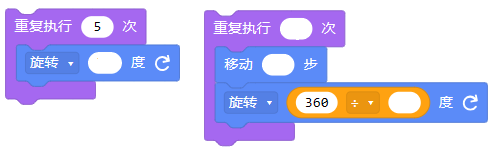 重复执行 5 次
旋转 度
重复执行 次
移动 步
旋转 360 ÷ 度